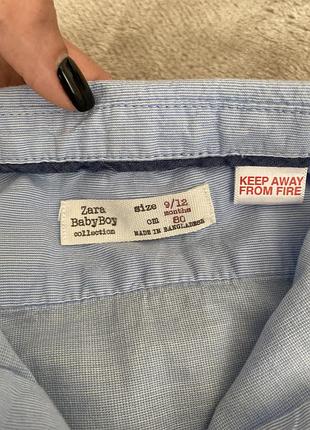 Zara
BabyBoy
collection
size 9/12
months
cm 80
MADE IN BANGLADESH
KEEP AWAY
FROM FIRE